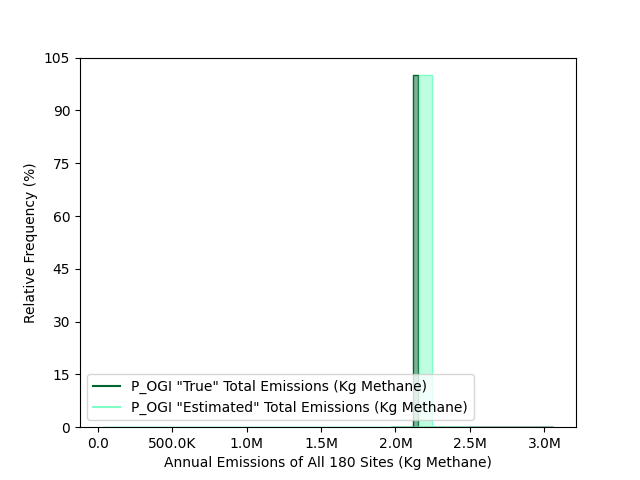 105
90
75
60
45
30
15
0
Relative Frequency (%)
P_OGI "True" Total Emissions (Kg Methane)
P_OGI "Estimated" Total Emissions (Kg Methane)
0.0 500.0K 1.0M 1.5M 2.0M 2.5M 3.0M
Annual Emissions of All 180 Sites (Kg Methane)